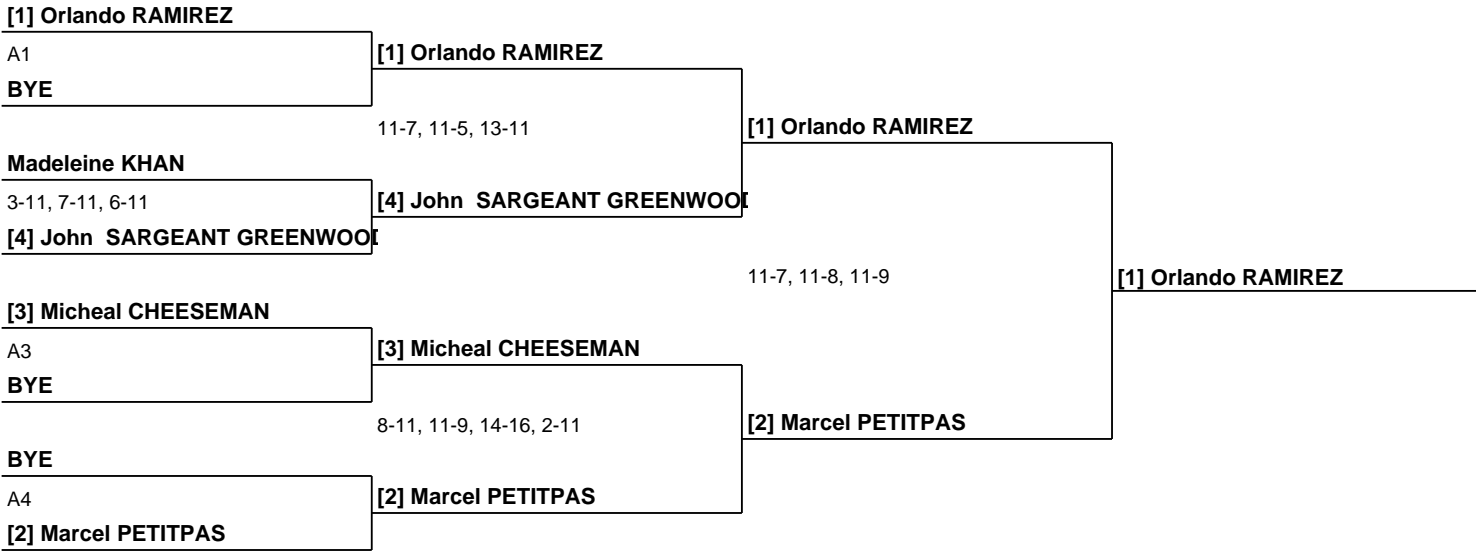 [1] Orlando RAMIREZ
A1
BYE
[1] Orlando RAMIREZ
11-7, 11-5, 13-11
[1] Orlando RAMIREZ
Madeleine KHAN
3-11, 7-11, 6-11
[4] John  SARGEANT GREENWOO
[4] John  SARGEANT GREENWOO
11-7, 11-8, 11-9
[1] Orlando RAMIREZ
[3] Micheal CHEESEMAN
A3
BYE
[3] Micheal CHEESEMAN
8-11, 11-9, 14-16, 2-11
[2] Marcel PETITPAS
BYE
A4
[2] Marcel PETITPAS
[2] Marcel PETITPAS